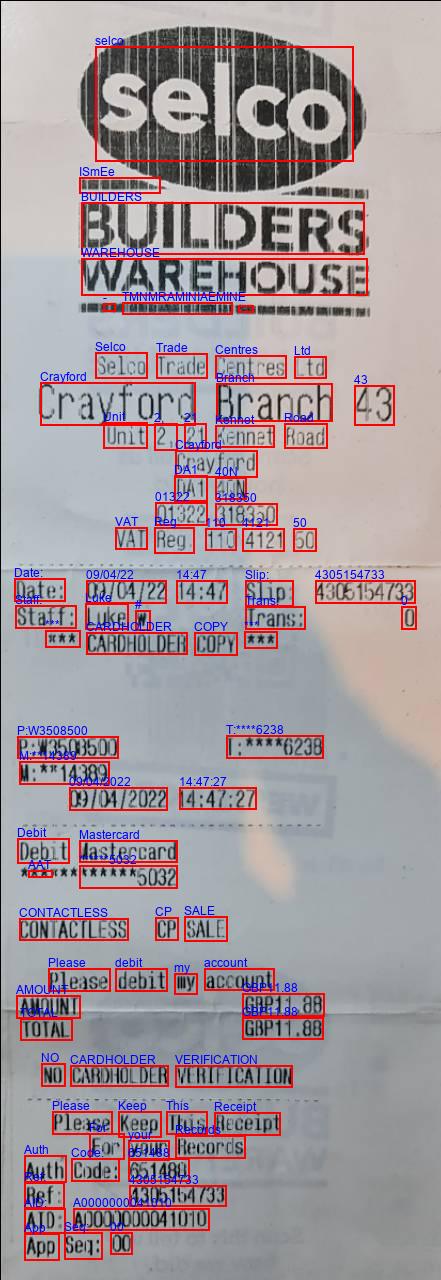 selco
BUILDERS
WAREHOUSE
Selco Trade Centres Ltd
Crayford Branch 43
Unit 2, 21 Kennet Road
Crayford
DA1 40N
01322 318350
VAT Reg. 110 4121 50
Date: 09/04/22 14:47 Slip: 4305154733
Staff: Luke W Trans: 0
*** CARDHOLDER COPY ***
P:W3508500 T:****6238
M:**14389
09/04/2022 14:47:27
Debit Mastercard
************5032
CONTACTLESS CP SALE
Please debit my account
AMOUNT GBP11.88
TOTAL GBP11.88
NO CARDHOLDER VERIFICATION
Please Keep This Receipt
For your Records
Auth Code: 651488
Ref: 4305154733
AID: A0000000041010
App Seq: 00